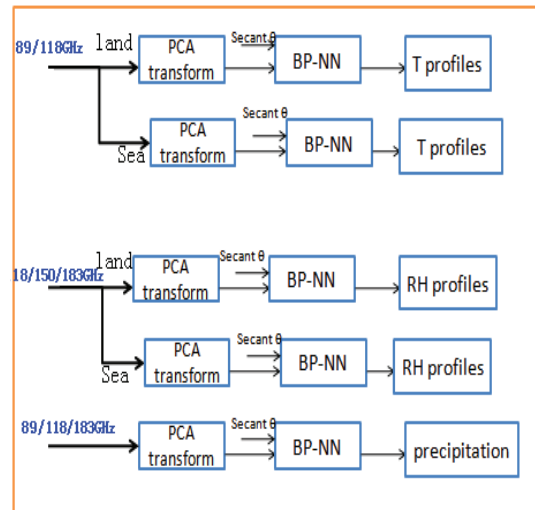 89/118GHz
land
PCA
transform
Secant θ
BP-NN
T profiles
Sea
PCA
transform
Secant θ
BP-NN
T profiles
18/150/183GHz
land
PCA
transform
Secant θ
BP-NN
RH profiles
Sea
PCA
transform
Secant θ
BP-NN
RH profiles
89/118/183GHz
PCA
transform
Secant θ
BP-NN
precipitation